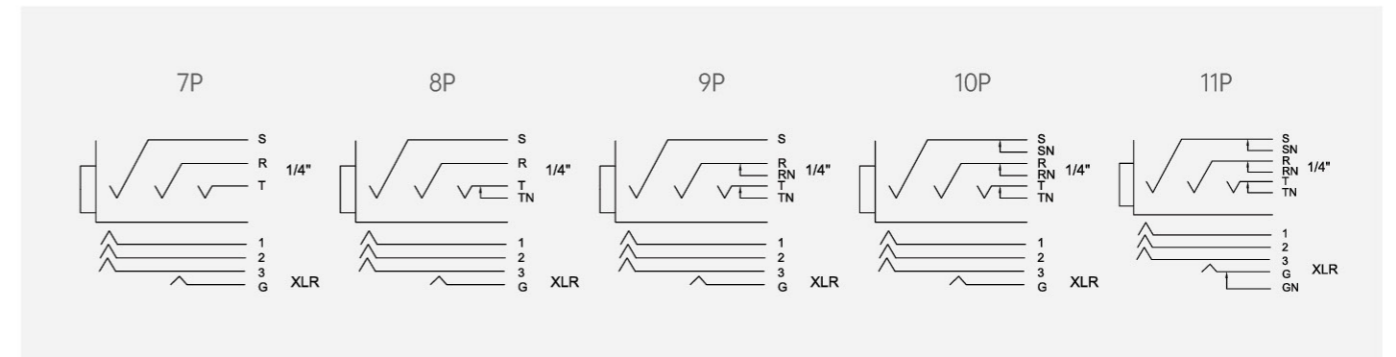 7P
8P
9P
10P
11P
S
R
1/4"
T
1
2
3
G
XLR
S
R
1/4"
T
TN
1
2
3
G
XLR
S
R
RN
1/4"
T
TN
1
2
3
G
XLR
S
SN
R
RN
1/4"
T
TN
1
2
3
G
XLR
S
SN
R
RN
1/4"
T
TN
1
2
3
G
XLR
GN